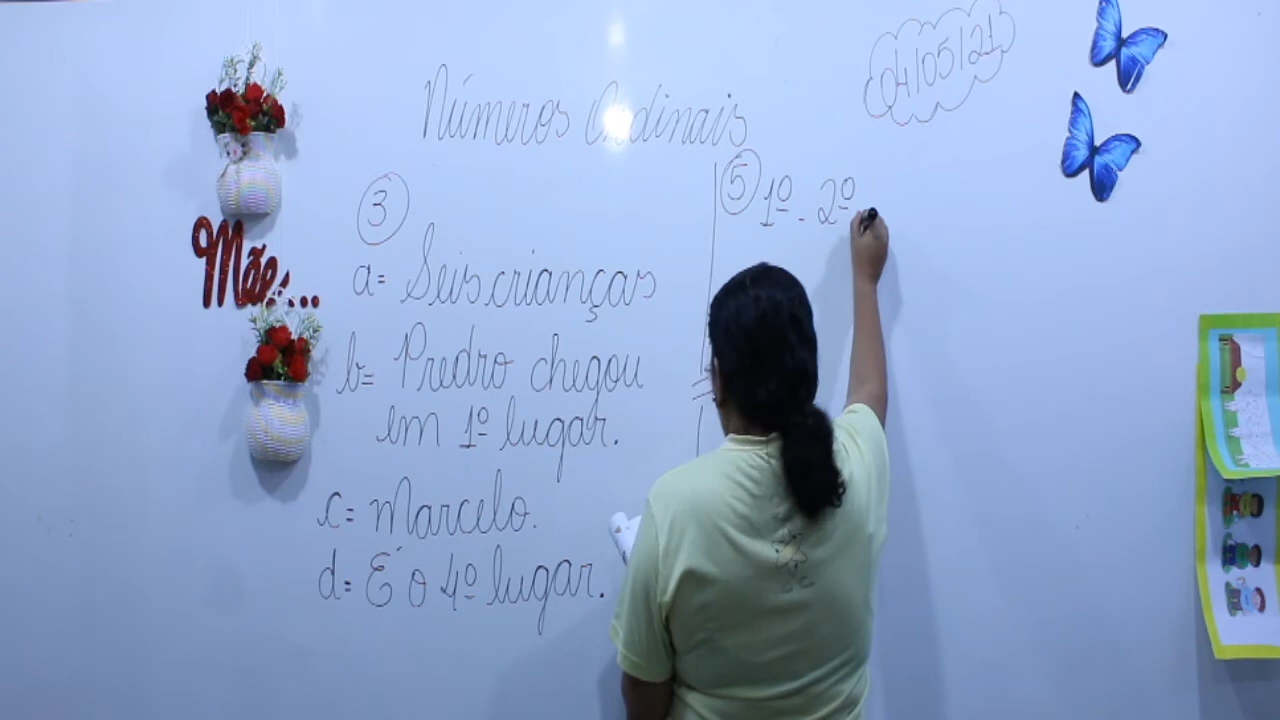 04/05/21
Números Ordinais
3
a= Seis crianças
b= Predro chegou
em 1º lugar.
c= Marcelo.
d= É o 4º lugar.
5 1º - 2º
Mãe...